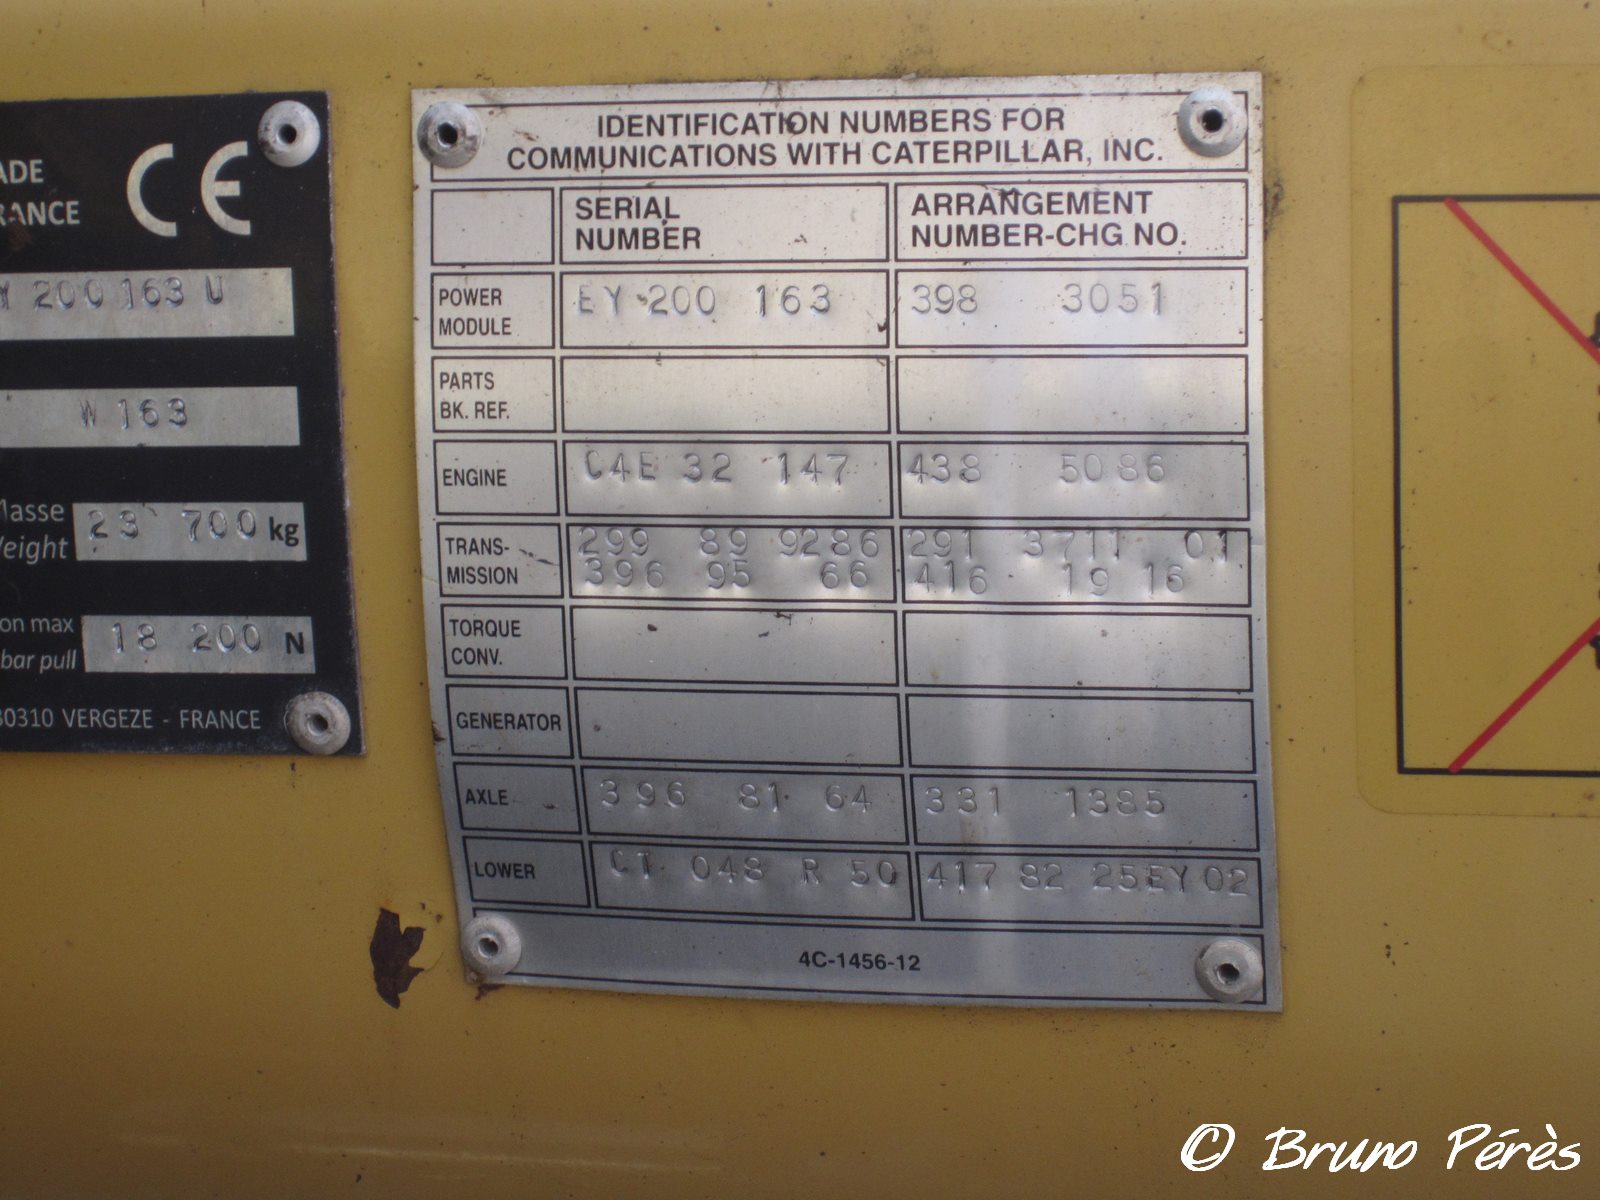 ADE
RANCE
CE
Y 200 163 U
W 163
Masse
Weight
23 700 kg
on max
bar pull
18 200 N
30310 VERGEZE - FRANCE
IDENTIFICATION NUMBERS FOR
COMMUNICATIONS WITH CATERPILLAR, INC.
SERIAL
NUMBER
ARRANGEMENT
NUMBER-CHG NO.
POWER
MODULE
EY 200 163
398 3051
PARTS
BK. REF.
ENGINE
C4E 32 147
438 5086
TRANS-
MISSION
299 89 9286
396 95 66
291 3711 01
416 19 16
TORQUE
CONV.
GENERATOR
AXLE
396 81 64
331 1385
LOWER
CT 048 R 50
417 82 25EY02
4C-1456-12
© Bruno Pérès